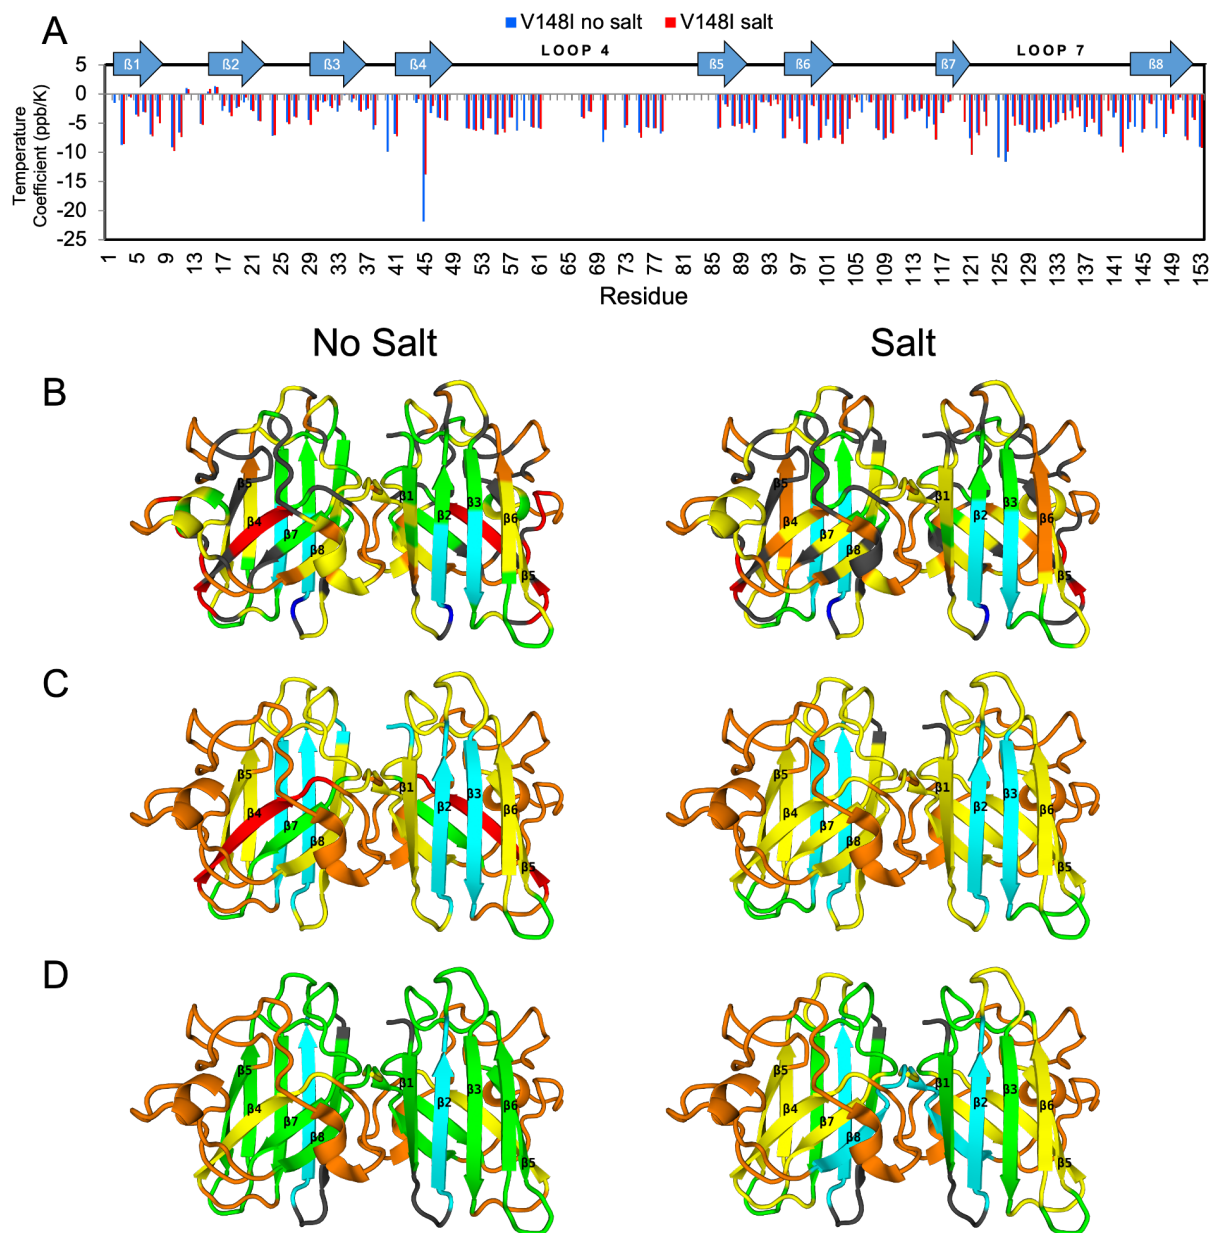 A
V148I no salt V148I salt
LOOP 4 LOOP 7
ß1 ß2 ß3 ß4 ß5 ß6 ß7 ß8
Temperature
Coefficient (ppb/K)
5
0
-5
-10
-15
-20
-25
1 5 9 13 17 21 25 29 33 37 41 45 49 53 57 61 65 69 73 77 81 85 89 93 97 101 105 109 113 117 121 125 129 133 137 141 145 149 153
Residue
No Salt Salt
B
β5 β4 β7 β8 β1 β2 β3 β6 β5
β5 β4 β7 β8 β1 β2 β3 β6 β5
C
β5 β4 β7 β8 β1 β2 β3 β6 β5
β5 β4 β7 β8 β1 β2 β3 β6 β5
D
β5 β4 β7 β8 β1 β2 β3 β6 β5
β5 β4 β7 β8 β1 β2 β3 β6 β5